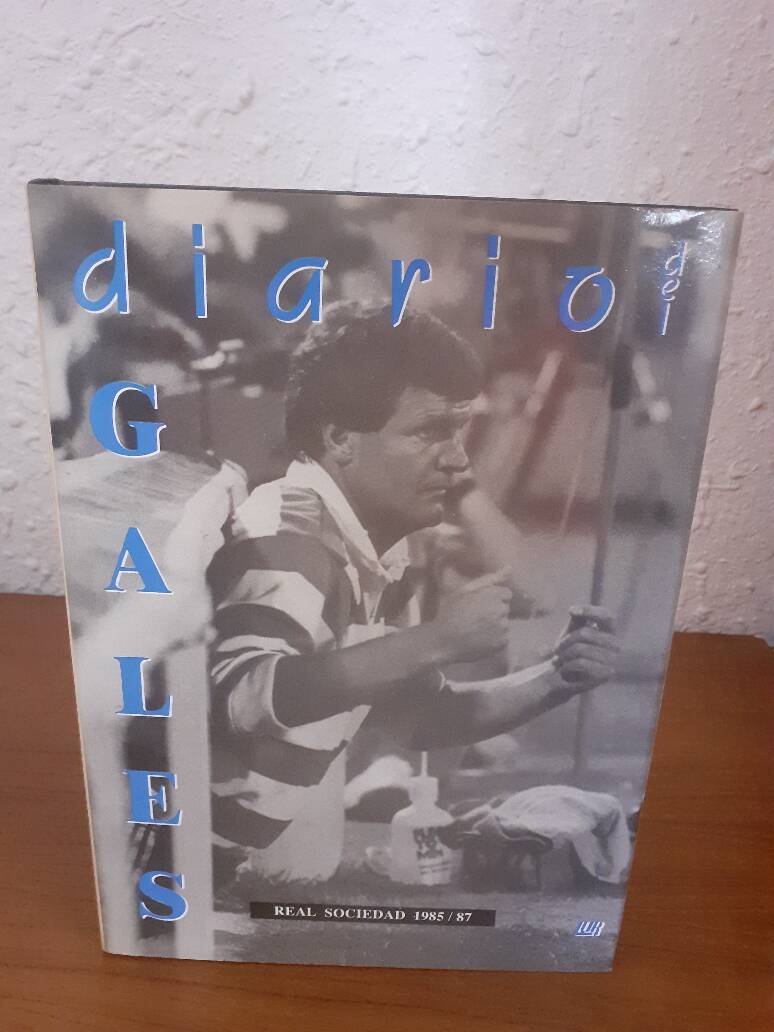 diario del
GALES
REAL SOCIEDAD 1985/87